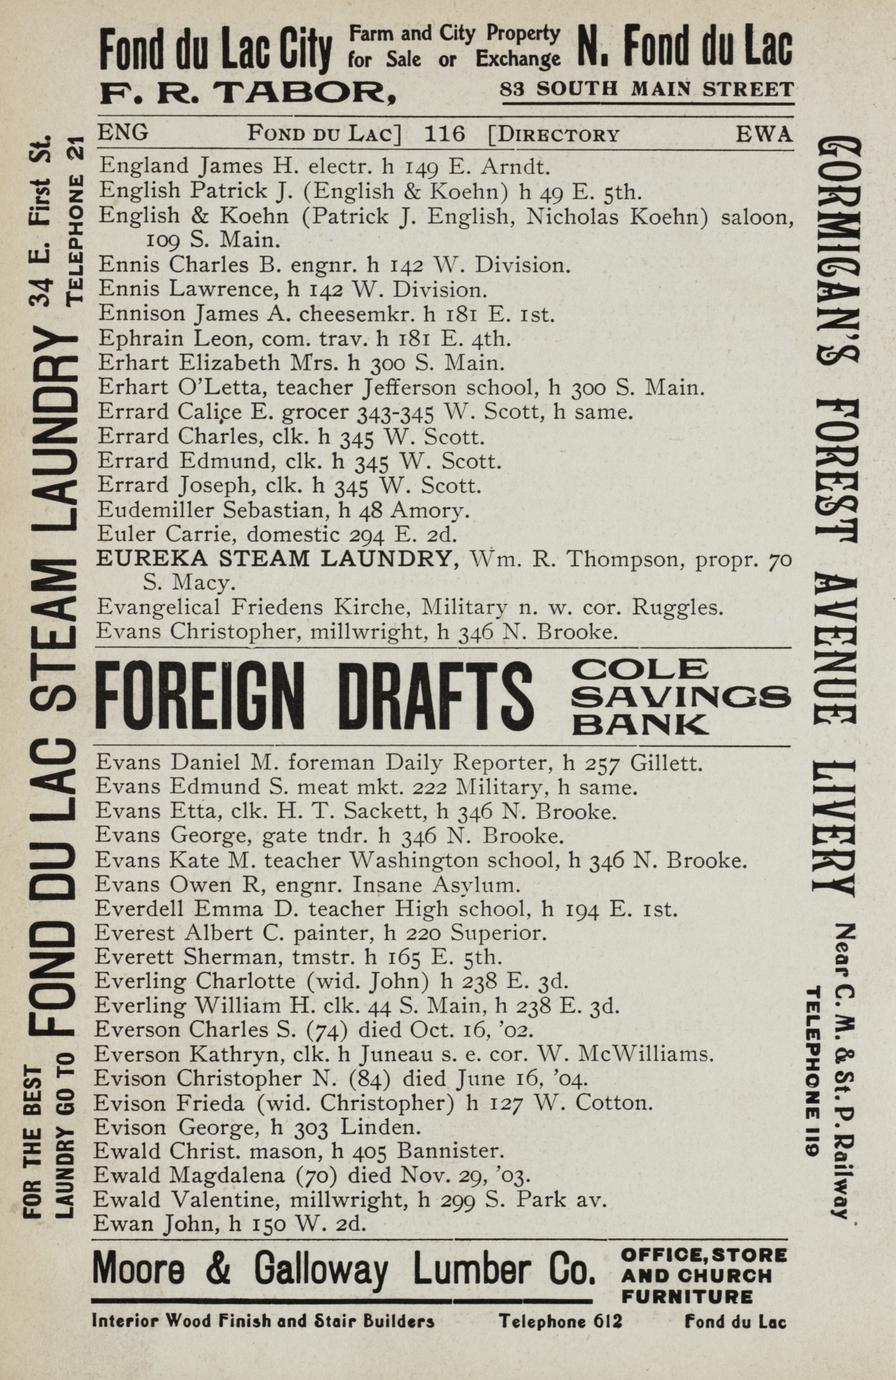 Fond du Lac City Farm and City Property for Sale or Exchange N. Fond du Lac
F. R. TABOR, 83 SOUTH MAIN STREET
ENG FOND DU LAC] 116 [DIRECTORY EWA
England James H. electr. h 149 E. Arndt.
English Patrick J. (English & Koehn) h 49 E. 5th.
English & Koehn (Patrick J. English, Nicholas Koehn) saloon,
109 S. Main.
Ennis Charles B. engnr. h 142 W. Division.
Ennis Lawrence, h 142 W. Division.
Ennison James A. cheesemkr. h 181 E. 1st.
Ephrain Leon, com. trav. h 181 E. 4th.
Erhart Elizabeth Mrs. h 300 S. Main.
Erhart O'Letta, teacher Jefferson school, h 300 S. Main.
Errard Calice E. grocer 343-345 W. Scott, h same.
Errard Charles, clk. h 345 W. Scott.
Errard Edmund, clk. h 345 W. Scott.
Errard Joseph, clk. h 345 W. Scott.
Eudemiller Sebastian, h 48 Amory.
Euler Carrie, domestic 294 E. 2d.
EUREKA STEAM LAUNDRY, Wm. R. Thompson, propr. 70
S. Macy.
Evangelical Friedens Kirche, Military n. w. cor. Ruggles.
Evans Christopher, millwright, h 346 N. Brooke.
FOREIGN DRAFTS COLE SAVINGS BANK
Evans Daniel M. foreman Daily Reporter, h 257 Gillett.
Evans Edmund S. meat mkt. 222 Military, h same.
Evans Etta, clk. H. T. Sackett, h 346 N. Brooke.
Evans George, gate tndr. h 346 N. Brooke.
Evans Kate M. teacher Washington school, h 346 N. Brooke.
Evans Owen R, engnr. Insane Asylum.
Everdell Emma D. teacher High school, h 194 E. 1st.
Everest Albert C. painter, h 220 Superior.
Everett Sherman, tmstr. h 165 E. 5th.
Everling Charlotte (wid. John) h 238 E. 3d.
Everling William H. clk. 44 S. Main, h 238 E. 3d.
Everson Charles S. (74) died Oct. 16, '02.
Everson Kathryn, clk. h Juneau s. e. cor. W. McWilliams.
Evison Christopher N. (84) died June 16, '04.
Evison Frieda (wid. Christopher) h 127 W. Cotton.
Evison George, h 303 Linden.
Ewald Christ. mason, h 405 Bannister.
Ewald Magdalena (70) died Nov. 29, '03.
Ewald Valentine, millwright, h 299 S. Park av.
Ewan John, h 150 W. 2d.
Moore & Galloway Lumber Co. OFFICE, STORE AND CHURCH FURNITURE
Interior Wood Finish and Stair Builders Telephone 612 Fond du Lac
FOR THE BEST LAUNDRY GO TO FOND DU LAC STEAM LAUNDRY 34 E. First St. TELEPHONE 21
GORMICAN'S FOREST AVENUE LIVERY Near C. M. & St. P. Railway TELEPHONE 119